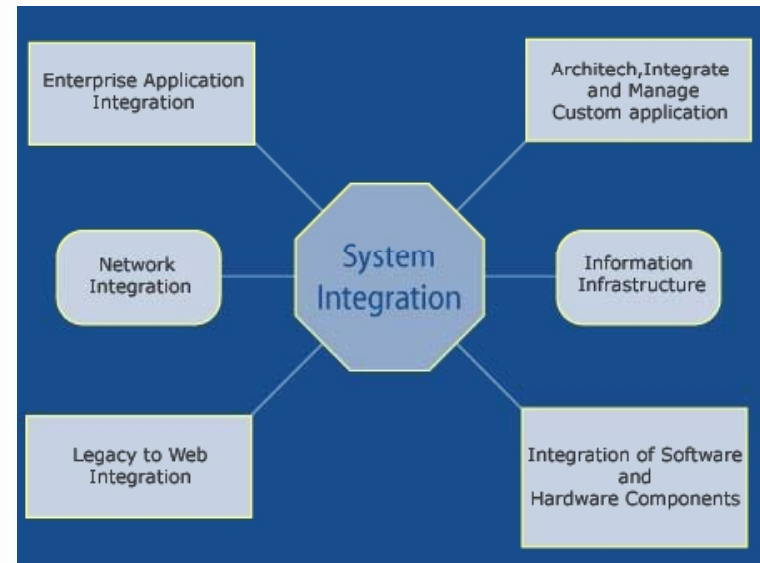 Enterprise Application
Integration
Architech,Integrate
and Manage
Custom application
System
Integration
Network
Integration
Information
Infrastructure
Legacy to Web
Integration
Integration of Software
and
Hardware Components